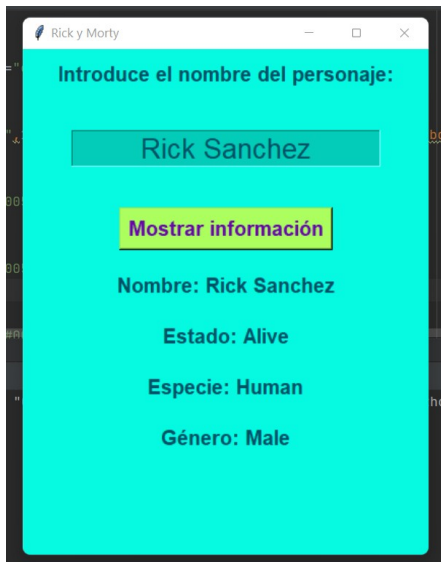 Rick y Morty
Introduce el nombre del personaje:
Rick Sanchez
Mostrar información
Nombre: Rick Sanchez
Estado: Alive
Especie: Human
Género: Male